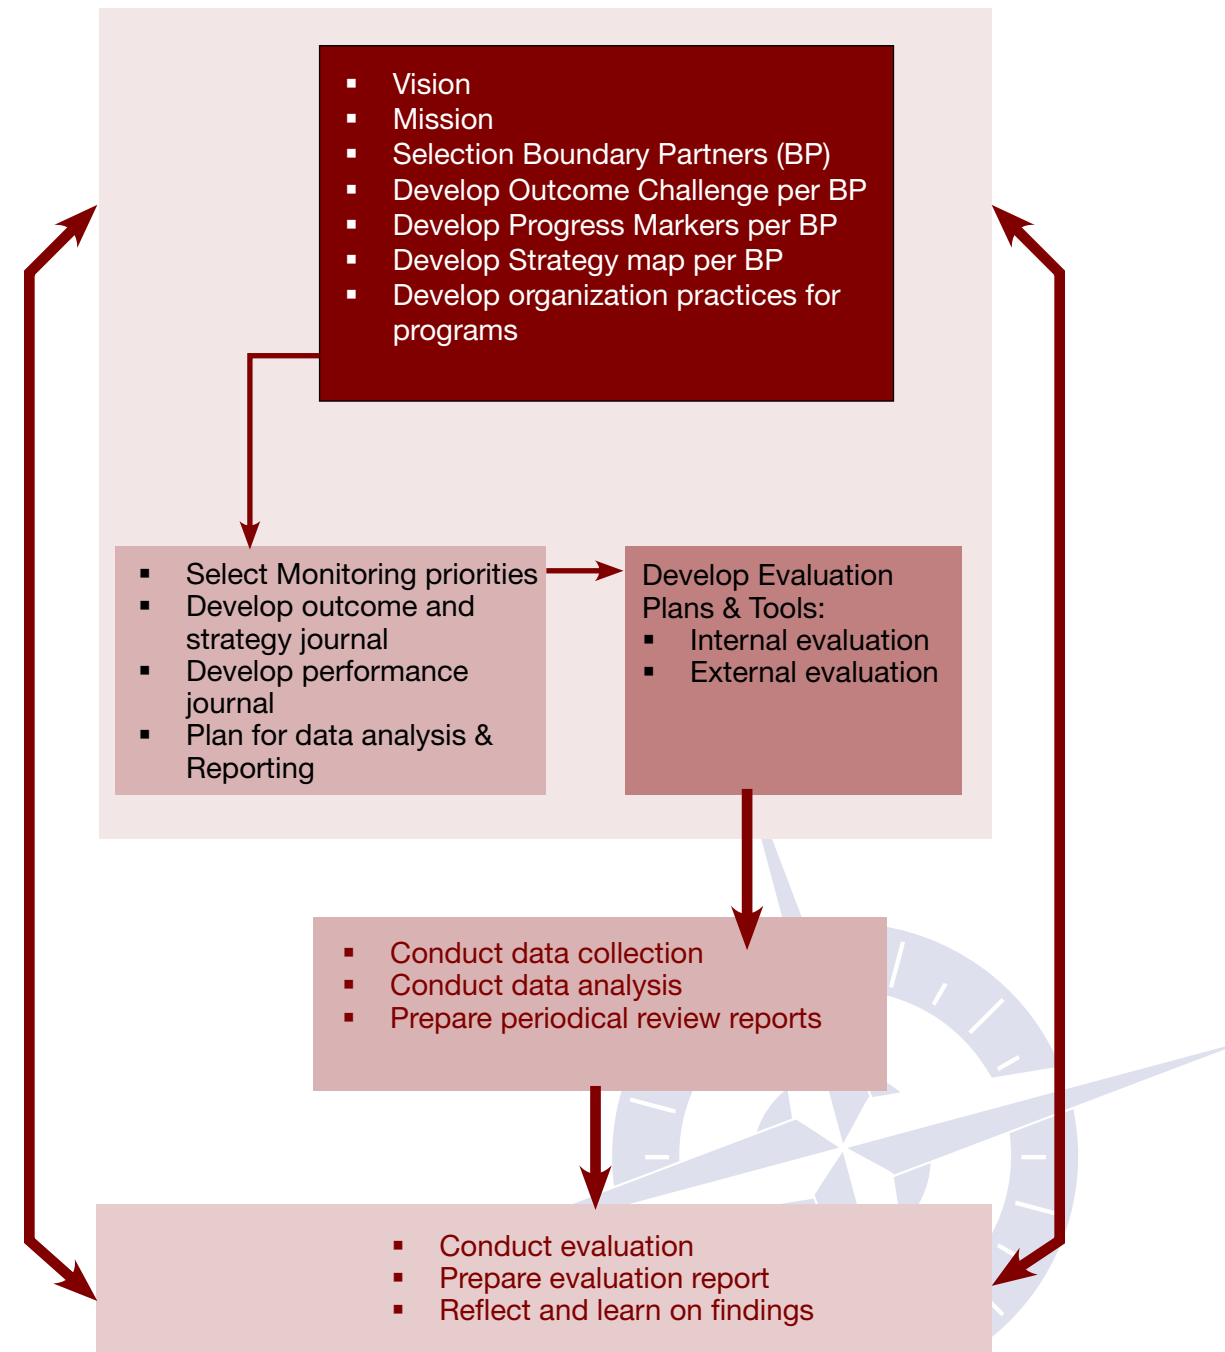 ▪ Vision
▪ Mission
▪ Selection Boundary Partners (BP)
▪ Develop Outcome Challenge per BP
▪ Develop Progress Markers per BP
▪ Develop Strategy map per BP
▪ Develop organization practices for
programs
▪ Select Monitoring priorities
▪ Develop outcome and
strategy journal
▪ Develop performance
journal
▪ Plan for data analysis &
Reporting
Develop Evaluation
Plans & Tools:
▪ Internal evaluation
▪ External evaluation
▪ Conduct data collection
▪ Conduct data analysis
▪ Prepare periodical review reports
▪ Conduct evaluation
▪ Prepare evaluation report
▪ Reflect and learn on findings